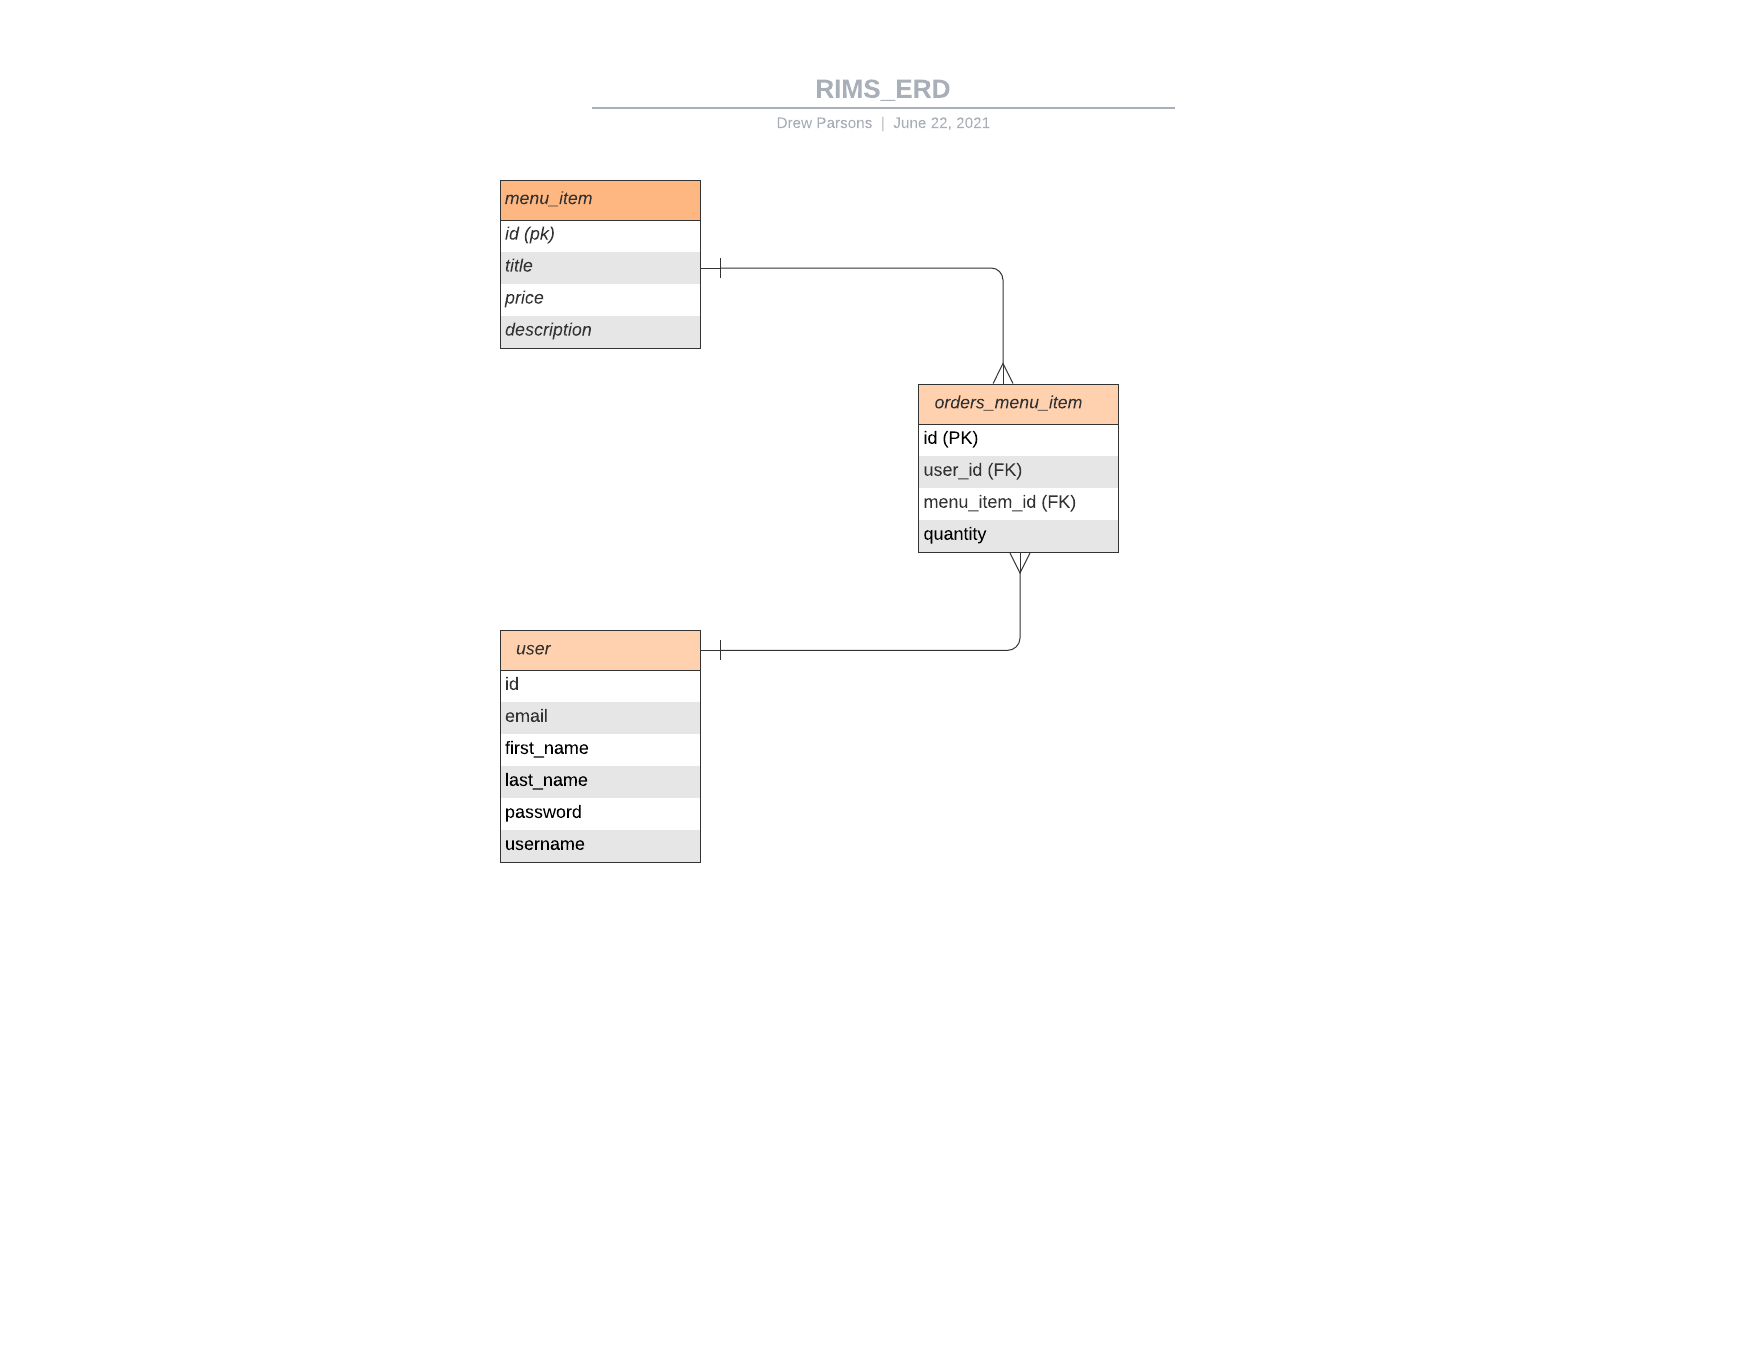 RIMS_ERD
Drew Parsons | June 22, 2021
menu_item
id (pk)
title
price
description
orders_menu_item
id (PK)
user_id (FK)
menu_item_id (FK)
quantity
user
id
email
first_name
last_name
password
username